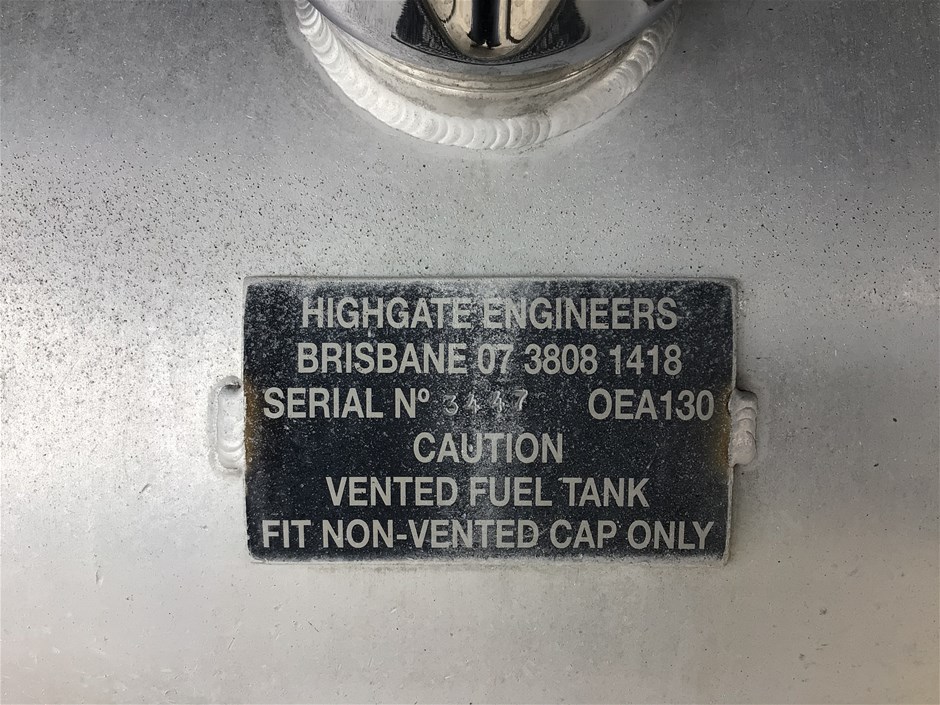 HIGHGATE ENGINEERS
BRISBANE 07 3808 1418
SERIAL Nº 3447 OEA130
CAUTION
VENTED FUEL TANK
FIT NON-VENTED CAP ONLY